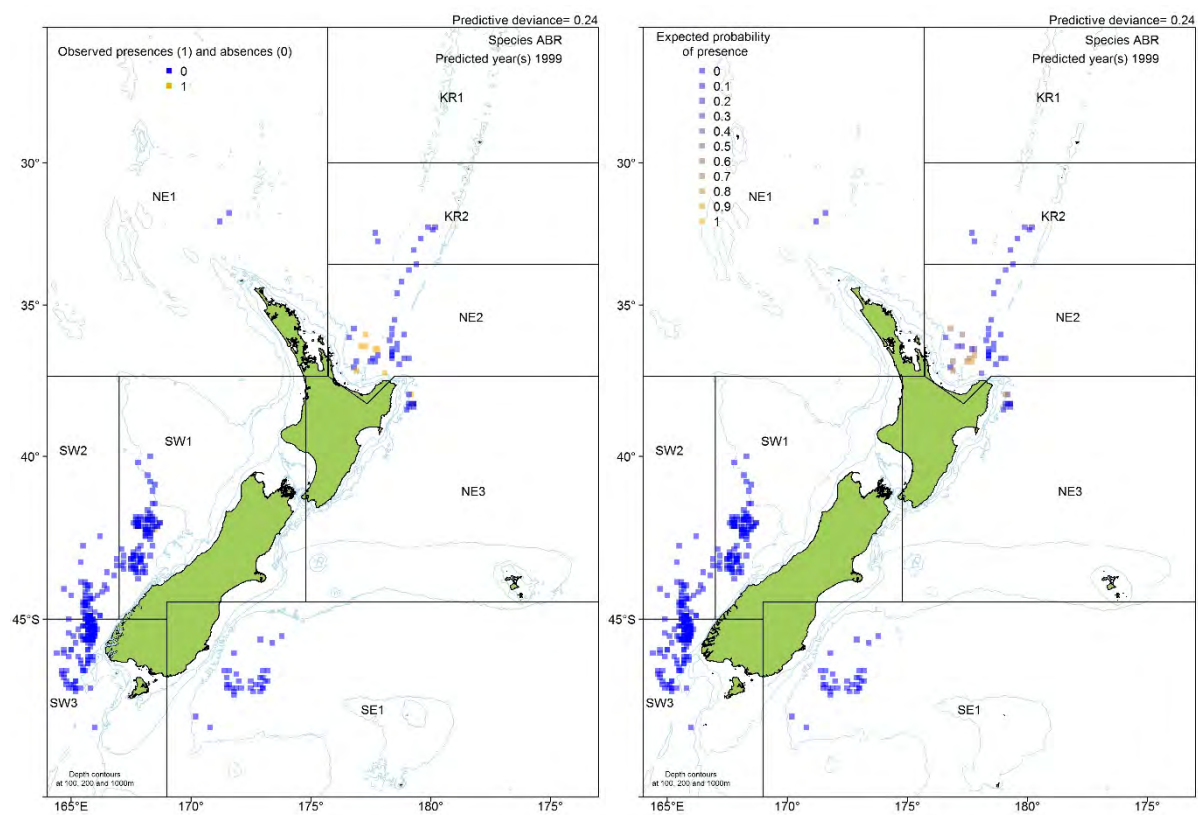 Predictive deviance= 0.24
Observed presences (1) and absences (0)
0
1
Species ABR
Predicted year(s) 1999
KR1
30°
NE1
KR2
35°
NE2
SW2
SW1
40°
NE3
45°S
SW3
SE1
Depth contours
at 100, 200 and 1000m
165°E
170°
175°
180°
175°
Predictive deviance= 0.24
Expected probability
of presence
0
0.1
0.2
0.3
0.4
0.5
0.6
0.7
0.8
0.9
1
Species ABR
Predicted year(s) 1999
KR1
30°
NE1
KR2
35°
NE2
SW2
SW1
40°
NE3
45°S
SW3
SE1
Depth contours
at 100, 200 and 1000m
165°E
170°
175°
180°
175°